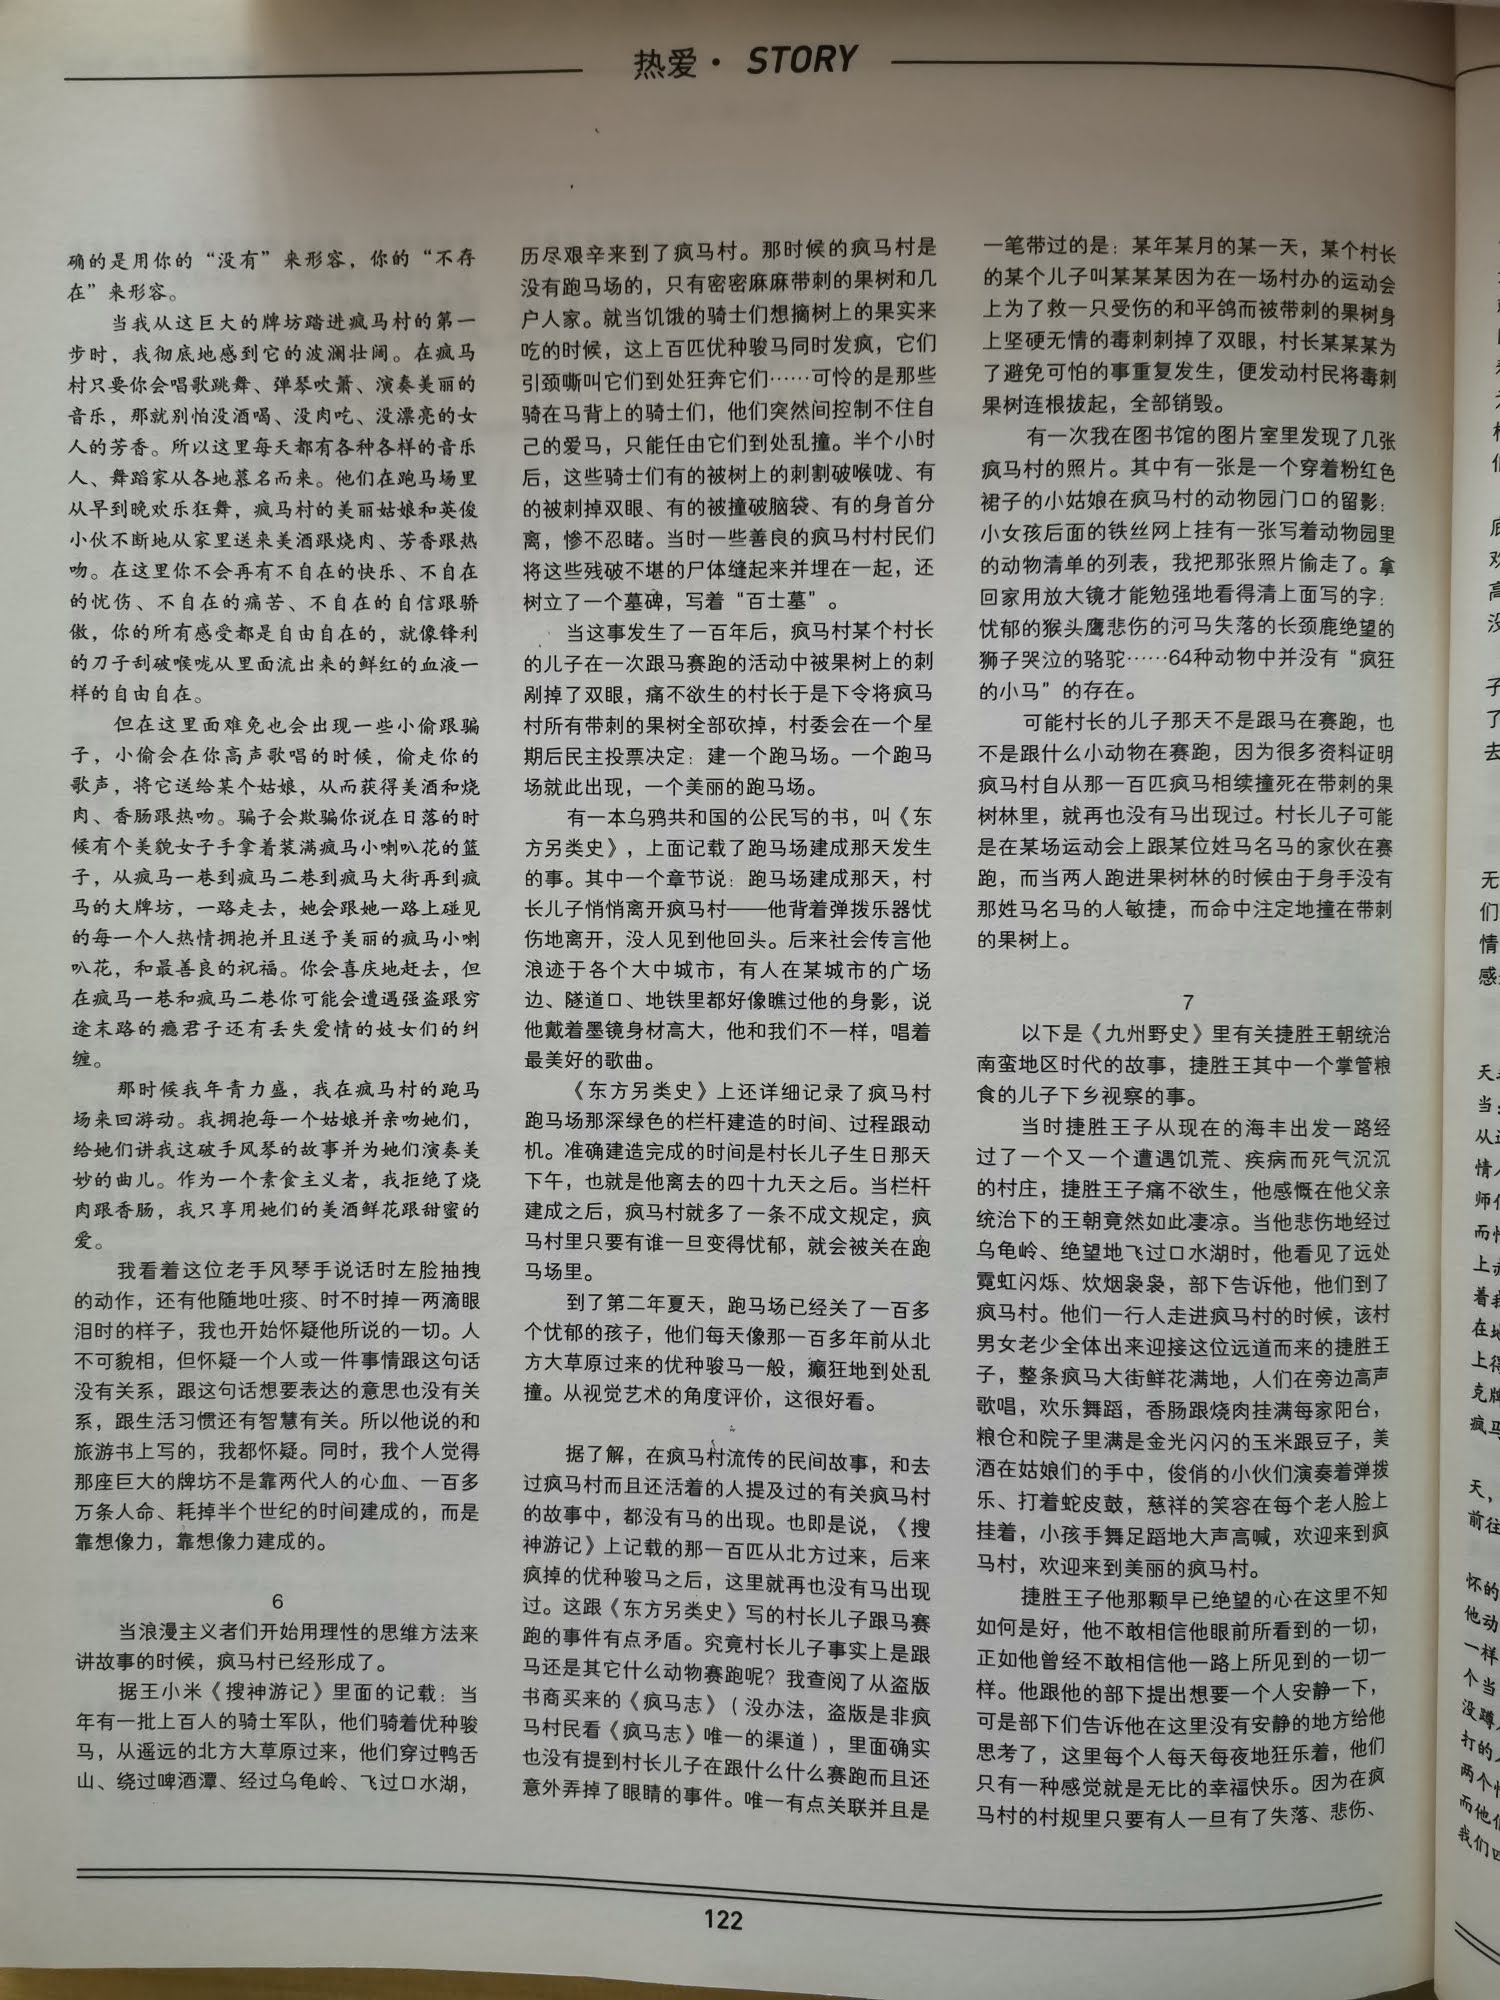 热爱· STORY
确的是用你的“没有”来形容，你的“不存
在”来形容。
当我从这巨大的牌坊踏进疯马村的第一
步时，我彻底地感到它的波澜壮阔。在疯马
村只要你会唱歌跳舞、弹琴吹箫、演奏美丽的
音乐，那就别怕没酒喝、没肉吃、没漂亮的女
人的芳香。所以这里每天都有各种各样的音乐
人、舞蹈家从各地慕名而来。他们在跑马场里
从早到晚欢乐狂舞，疯马村的美丽姑娘和英俊
小伙不断地从家里送来美酒跟烧肉、芳香跟热
吻。在这里你不会再有不自在的快乐、不自在
的忧伤、不自在的痛苦、不自在的自信跟骄
傲，你的所有感受都是自由自在的，就像锋利
的刀子刮破喉咙从里面流出来的鲜红的血液一
样的自由自在。
但在这里面难免也会出现一些小偷跟骗
子，小偷会在你高声歌唱的时候，偷走你的
歌声，将它送给某个姑娘，从而获得美酒和烧
肉、香肠跟热吻。骗子会欺骗你说在日落的时
候有个美貌女子手拿着装满疯马小喇叭花的篮
子，从疯马一巷到疯马二巷到疯马大街再到疯
马的大牌坊，一路走去，她会跟她一路上碰见
的每一个人热情拥抱并且送予美丽的疯马小喇
叭花，和最善良的祝福。你会喜庆地赶去，但
在疯马一巷和疯马二巷你可能会遭遇强盗跟穷
途末路的瘾君子还有丢失爱情的妓女们的纠
缠。
那时候我年青力盛，我在疯马村的跑马
场来回游动。我拥抱每一个姑娘并亲吻她们，
给她们讲我这破手风琴的故事并为她们演奏美
妙的曲儿。作为一个素食主义者，我拒绝了烧
肉跟香肠，我只享用她们的美酒鲜花跟甜蜜的
爱。
我看着这位老手风琴手说话时左脸抽拽
的动作，还有他随地吐痰、时不时掉一两滴眼
泪时的样子，我也开始怀疑他所说的一切。人
不可貌相，但怀疑一个人或一件事情跟这句话
没有关系，跟这句话想要表达的意思也没有关
系，跟生活习惯还有智慧有关。所以他说的和
旅游书上写的，我都怀疑。同时，我个人觉得
那座巨大的牌坊不是靠两代人的心血、一百多
万条人命、耗掉半个世纪的时间建成的，而是
靠想像力，靠想像力建成的。
6
当浪漫主义者们开始用理性的思维方法来
讲故事的时候，疯马村已经形成了。
据王小米《搜神游记》里面的记载：当
年有一批上百人的骑士军队，他们骑着优种骏
马，从遥远的北方大草原过来，他们穿过鸭舌
山、绕过啤酒潭、经过乌龟岭、飞过口水湖，
历尽艰辛来到了疯马村。那时候的疯马村是
没有跑马场的，只有密密麻麻带刺的果树和几
户人家。就当饥饿的骑士们想摘树上的果实来
吃的时候，这上百匹优种骏马同时发疯，它们
引颈嘶叫它们到处狂奔它们……可怜的是那些
骑在马背上的骑士们，他们突然间控制不住自
己的爱马，只能任由它们到处乱撞。半个小时
后，这些骑士们有的被树上的刺割破喉咙、有
的被刺掉双眼、有的被撞破脑袋、有的身首分
离，惨不忍睹。当时一些善良的疯马村村民们
将这些残破不堪的尸体缝起来并埋在一起，还
树立了一个墓碑，写着“百士墓”。
当这事发生了一百年后，疯马村某个村长
的儿子在一次跟马赛跑的活动中被果树上的刺
剐掉了双眼，痛不欲生的村长于是下令将疯马
村所有带刺的果树全部砍掉，村委会在一个星
期后民主投票决定：建一个跑马场。一个跑马
场就此出现，一个美丽的跑马场。
有一本乌鸦共和国的公民写的书，叫《东
方另类史》，上面记载了跑马场建成那天发生
的事。其中一个章节说：跑马场建成那天，村
长儿子悄悄离开疯马村——他背着弹拨乐器忧
伤地离开，没人见到他回头。后来社会传言他
浪迹于各个大中城市，有人在某城市的广场
边、隧道口、地铁里都好像瞧过他的身影，说
他戴着墨镜身材高大，他和我们不一样，唱着
最美好的歌曲。
《东方另类史》上还详细记录了疯马村
跑马场那深绿色的栏杆建造的时间、过程跟动
机。准确建造完成的时间是村长儿子生日那天
下午，也就是他离去的四十九天之后。当栏杆
建成之后，疯马村就多了一条不成文规定，疯
马村里只要有谁一旦变得忧郁，就会被关在跑
马场里。
到了第二年夏天，跑马场已经关了一百多
个忧郁的孩子，他们每天像那一百多年前从北
方大草原过来的优种骏马一般，癫狂地到处乱
撞。从视觉艺术的角度评价，这很好看。
据了解，在疯马村流传的民间故事，和去
过疯马村而且还活着的人提及过的有关疯马村
的故事中，都没有马的出现。也即是说，《搜
神游记》上记载的那一百匹从北方过来，后来
疯掉的优种骏马之后，这里就再也没有马出现
过。这跟《东方另类史》写的村长儿子跟马赛
跑的事件有点矛盾。究竟村长儿子事实上是跟
马还是其它什么动物赛跑呢？我查阅了从盗版
书商买来的《疯马志》（没办法，盗版是非疯
马村民看《疯马志》唯一的渠道），里面确实
也没有提到村长儿子在跟什么什么赛跑而且还
意外弄掉了眼睛的事件。唯一有点关联并且是
一笔带过的是：某年某月的某一天，某个村长
的某个儿子叫某某某因为在一场村办的运动会
上为了救一只受伤的和平鸽而被带刺的果树身
上坚硬无情的毒刺刺掉了双眼，村长某某某为
了避免可怕的事重复发生，便发动村民将毒刺
果树连根拔起，全部销毁。
有一次我在图书馆的图片室里发现了几张
疯马村的照片。其中有一张是一个穿着粉红色
裙子的小姑娘在疯马村的动物园门口的留影；
小女孩后面的铁丝网上挂有一张写着动物园里
的动物清单的列表，我把那张照片偷走了。拿
回家用放大镜才能勉强地看得清上面写的字：
忧郁的猴头鹰悲伤的河马失落的长颈鹿绝望的
狮子哭泣的骆驼……64种动物中并没有“疯狂
的小马”的存在。
可能村长的儿子那天不是跟马在赛跑，也
不是跟什么小动物在赛跑，因为很多资料证明
疯马村自从那一百匹疯马相续撞死在带刺的果
树林里，就再也没有马出现过。村长儿子可能
是在某场运动会上跟某位姓马名马的家伙在赛
跑，而当两人跑进果树林的时候由于身手没有
那姓马名马的人敏捷，而命中注定地撞在带刺
的果树上。
7
以下是《九州野史》里有关捷胜王朝统治
南蛮地区时代的故事，捷胜王其中一个掌管粮
食的儿子下乡视察的事。
当时捷胜王子从现在的海丰出发一路经
过了一个又一个遭遇饥荒、疾病而死气沉沉
的村庄，捷胜王子痛不欲生，他感慨在他父亲
统治下的王朝竟然如此凄凉。当他悲伤地经过
乌龟岭、绝望地飞过口水湖时，他看见了远处
霓虹闪烁、炊烟袅袅，部下告诉他，他们到了
疯马村。他们一行人走进疯马村的时候，该村
男女老少全体出来迎接这位远道而来的捷胜王
子，整条疯马大街鲜花满地，人们在旁边高声
歌唱，欢乐舞蹈，香肠跟烧肉挂满每家阳台，
粮仓和院子里满是金光闪闪的玉米跟豆子，美
酒在姑娘们的手中，俊俏的小伙们演奏着弹拨
乐、打着蛇皮鼓，慈祥的笑容在每个老人脸上
挂着，小孩手舞足蹈地大声高喊，欢迎来到疯
马村，欢迎来到美丽的疯马村。
捷胜王子他那颗早已绝望的心在这里不知
如何是好，他不敢相信他眼前所看到的一切，
正如他曾经不敢相信他一路上所见到的一切一
样。他跟他的部下提出想要一个人安静一下，
可是部下们告诉他在这里没有安静的地方给他
思考了，这里每个人每天每夜地狂乐着，他们
只有一种感觉就是无比的幸福快乐。因为在疯
马村的村规里只要有人一旦有了失落、悲伤、
122